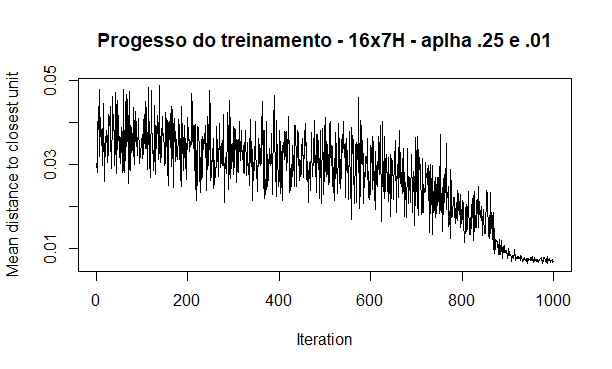 Progesso do treinamento - 16x7H - aplha .25 e .01
Mean distance to closest unit
0.05
0.03
0.01
0 200 400 600 800 1000
Iteration